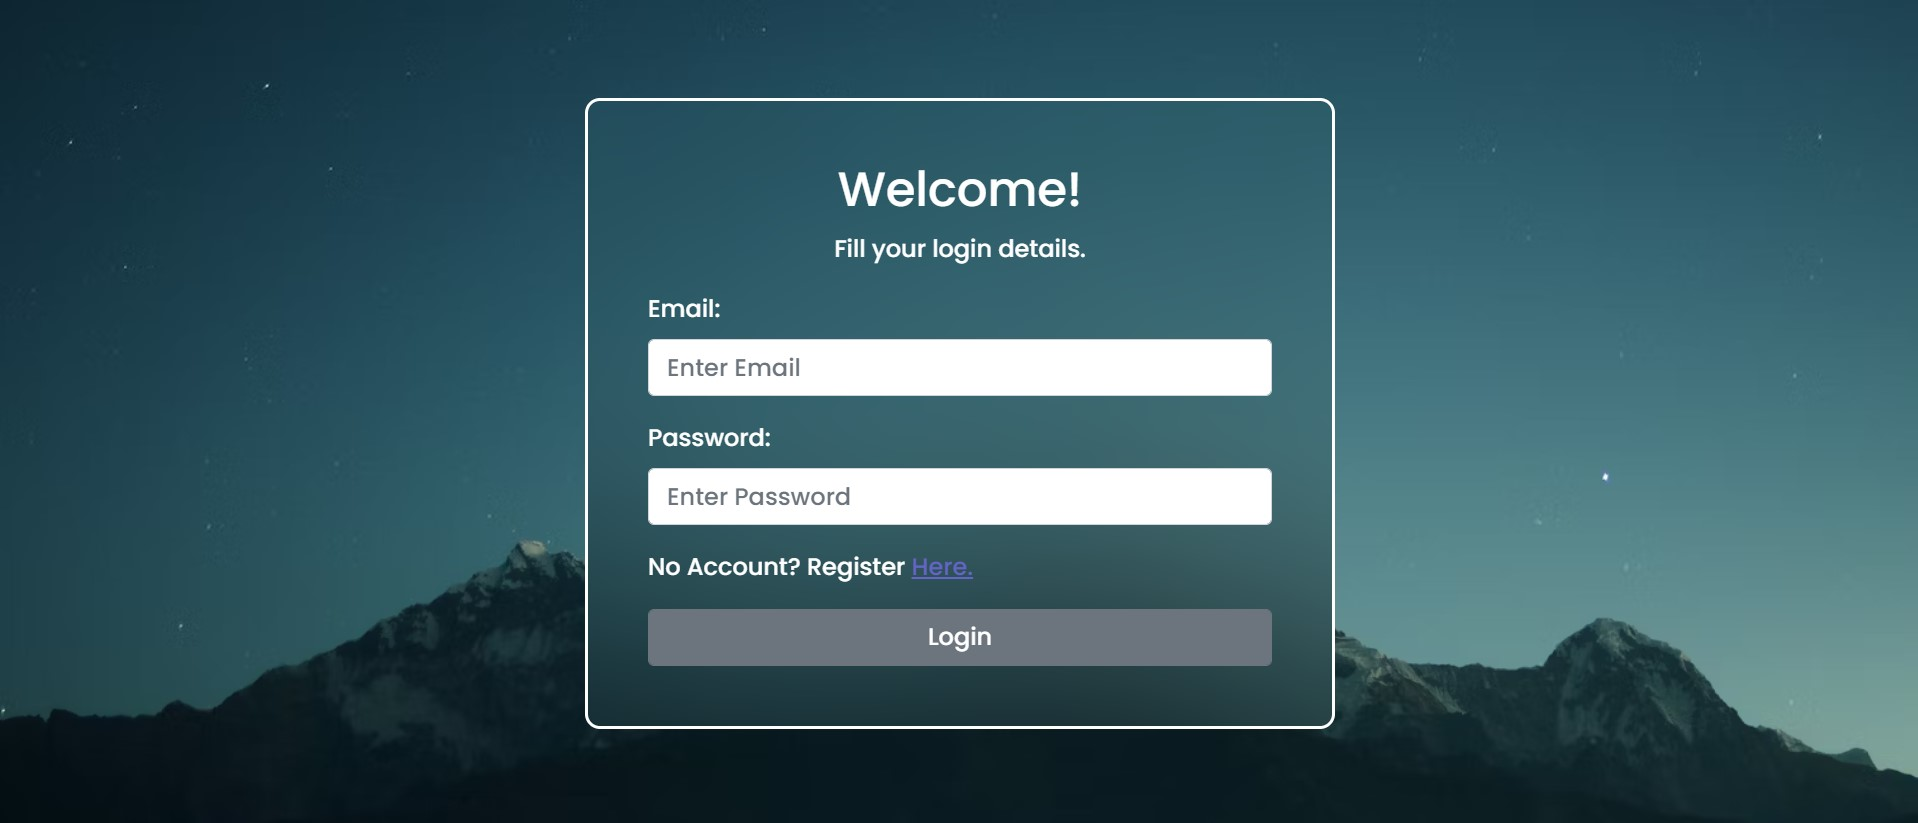 Welcome!
Fill your login details.
Email:
Enter Email
Password:
Enter Password
No Account? Register Here.
Login